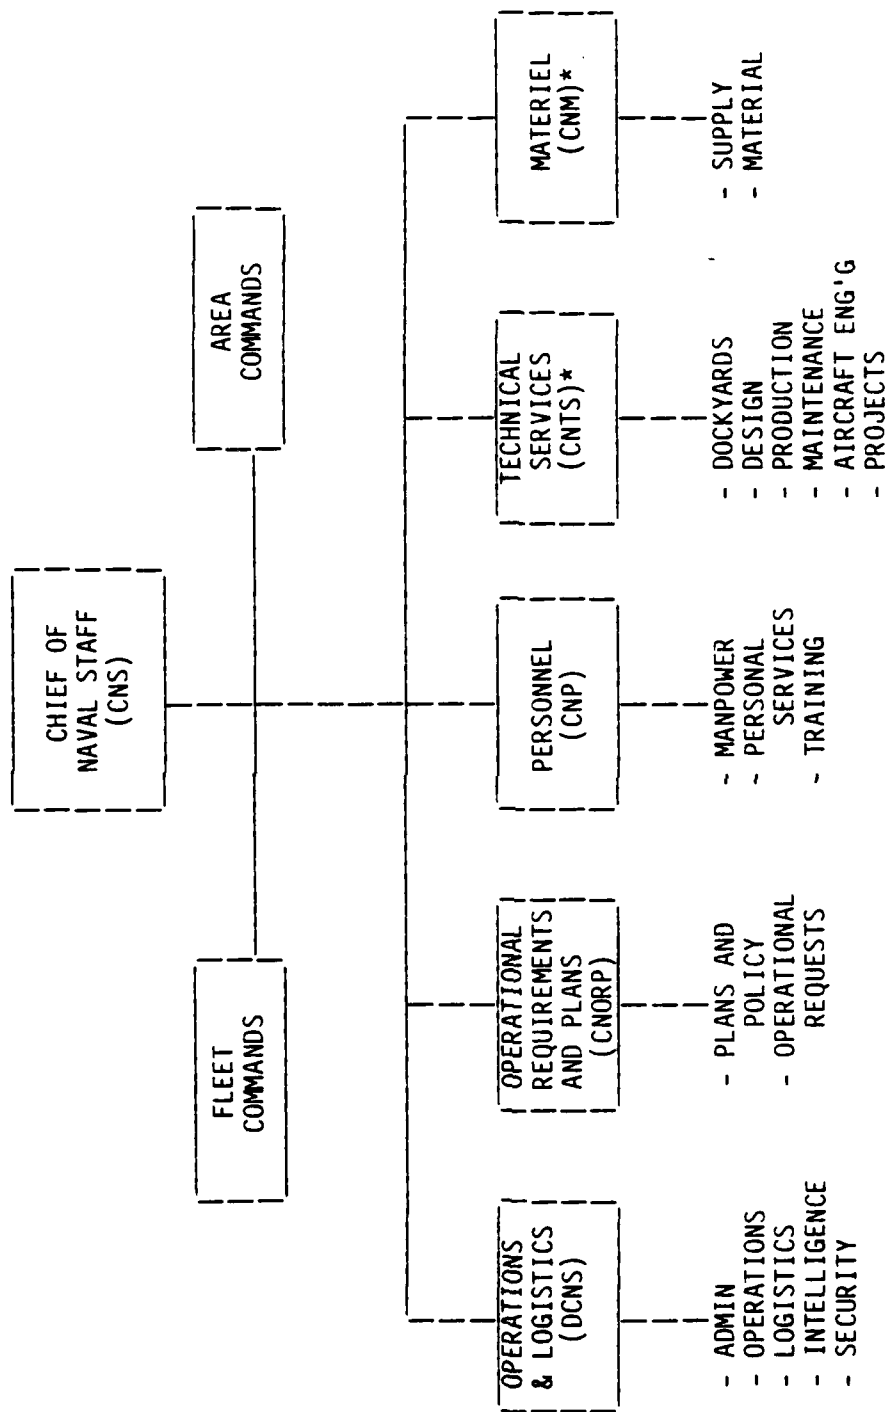 CHIEF OF
NAVAL STAFF
(CNS)
FLEET
COMMANDS
AREA
COMMANDS
OPERATIONS
& LOGISTICS
(DCNS)
OPERATIONAL
REQUIREMENTS
AND PLANS
(CNORP)
PERSONNEL
(CNP)
TECHNICAL
SERVICES
(CNTS)*
MATERIEL
(CNM)*
- ADMIN
- OPERATIONS
- LOGISTICS
- INTELLIGENCE
- SECURITY
- PLANS AND
POLICY
- OPERATIONAL
REQUESTS
- MANPOWER
- PERSONAL
SERVICES
- TRAINING
- DOCKYARDS
- DESIGN
- PRODUCTION
- MAINTENANCE
- AIRCRAFT ENG'G
- PROJECTS
- SUPPLY
- MATERIAL